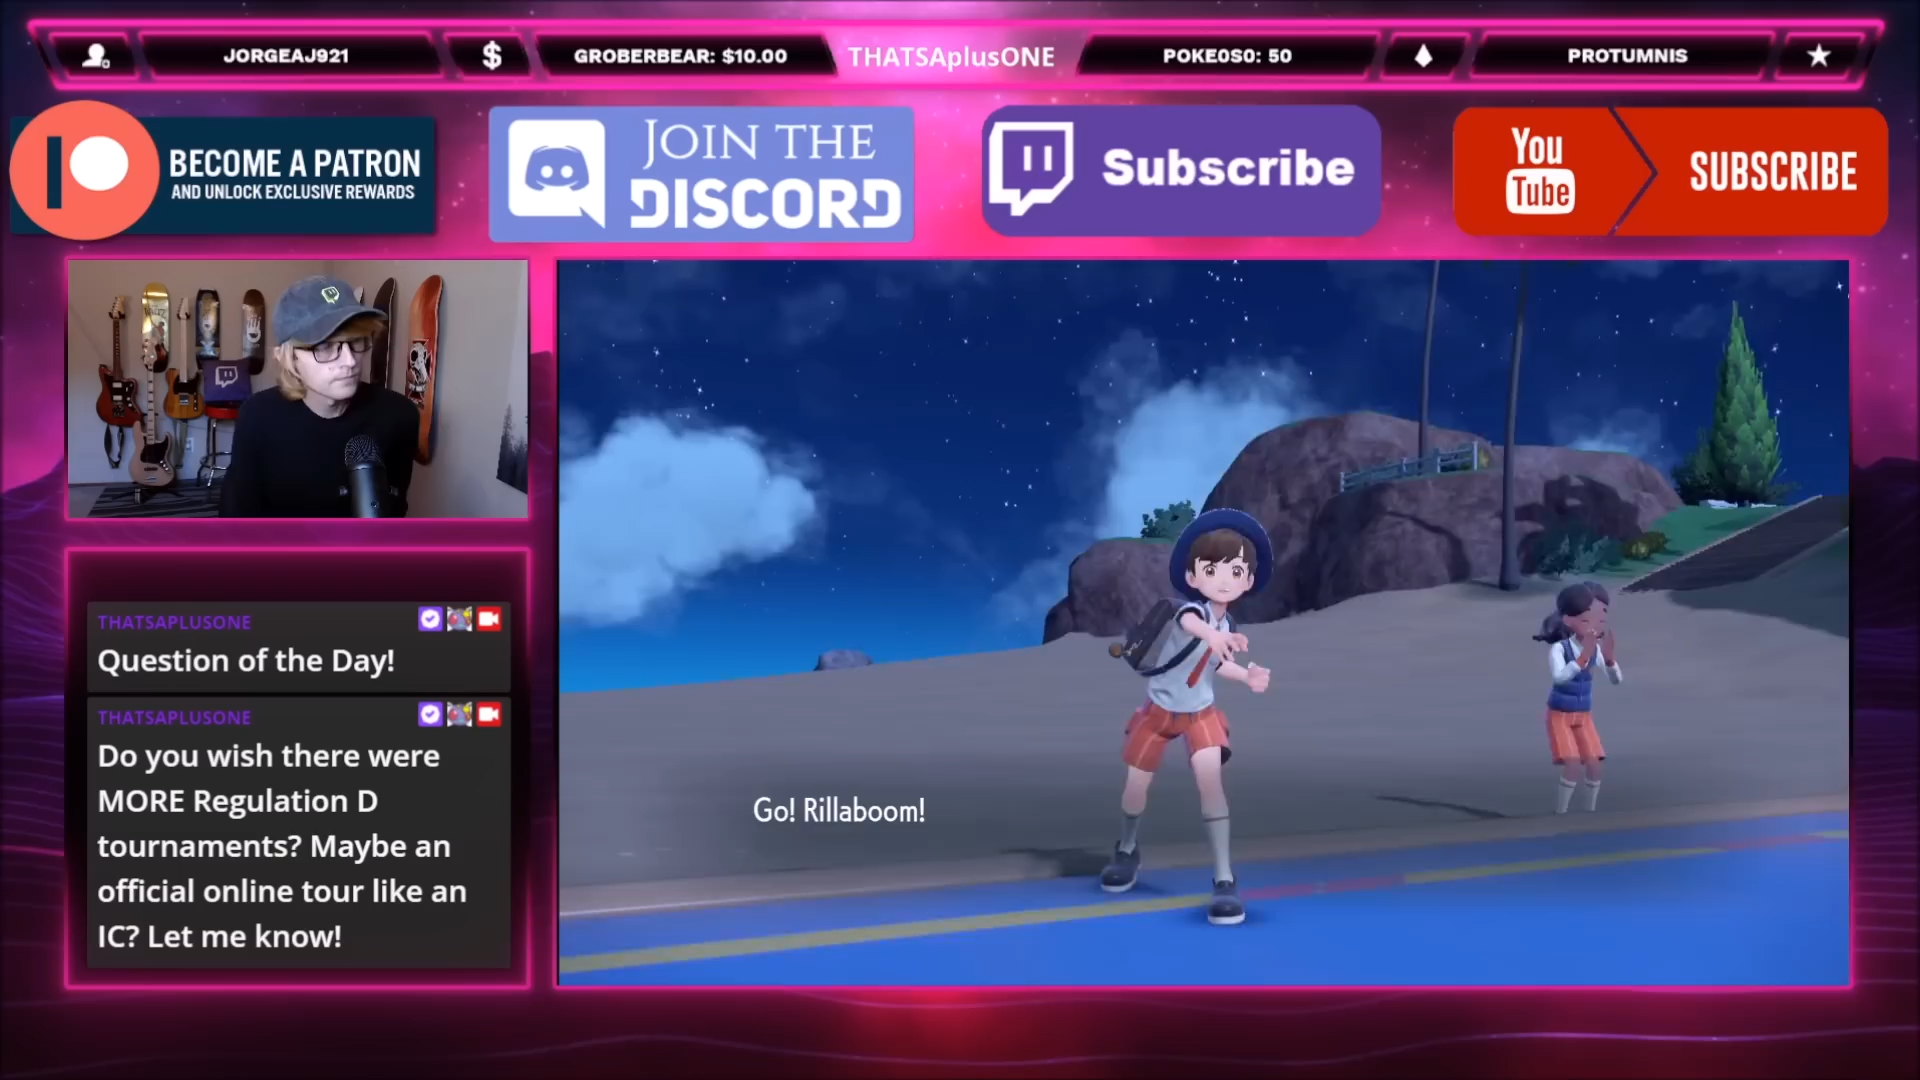 JORGEAJ921
$
GROBERBEAR: $10.00
THATSAplusONE
POKE0S0: 50
PROTUMNIS
BECOME A PATRON
AND UNLOCK EXCLUSIVE REWARDS
JOIN THE
DISCORD
Subscribe
You
Tube
SUBSCRIBE
THATSAPLUSONE
Question of the Day!
THATSAPLUSONE
Do you wish there were
MORE Regulation D
tournaments? Maybe an
official online tour like an
IC? Let me know!
Go! Rillaboom!